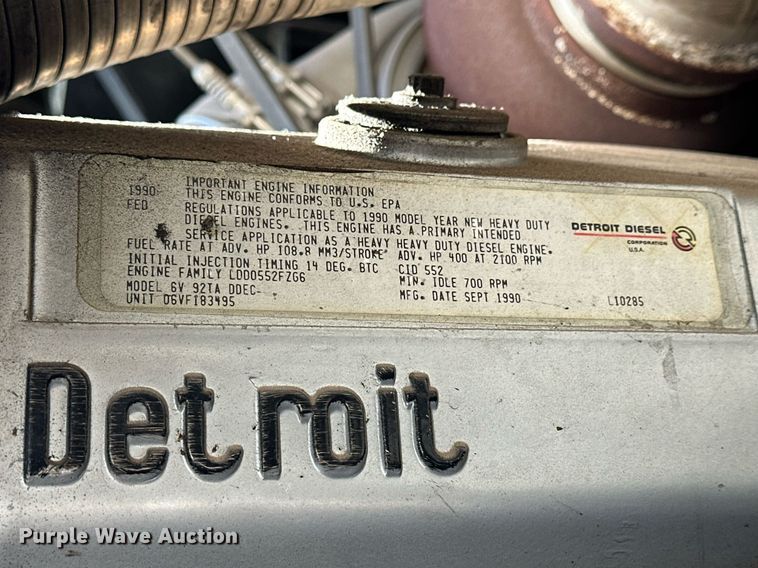 1990 IMPORTANT ENGINE INFORMATION
FED THIS ENGINE CONFORMS TO U.S. EPA
REGULATIONS APPLICABLE TO 1990 MODEL YEAR NEW HEAVY DUTY
DIESEL ENGINES. THIS ENGINE HAS A PRIMARY INTENDED
SERVICE APPLICATION AS A HEAVY HEAVY DUTY DIESEL ENGINE.
FUEL RATE AT ADV. HP 108.8 MM3/STROKE ADV. HP 400 AT 2100 RPM
INITIAL INJECTION TIMING 14 DEG. BTC CID 552
ENGINE FAMILY LDD0552FZG6 MIN. IDLE 700 RPM
MODEL 6V 92TA DDEC- MFG. DATE SEPT 1990 L10285
UNIT 06VF183495
DETROIT DIESEL
CORPORATION
U.S.A.
Detroit
Purple Wave Auction